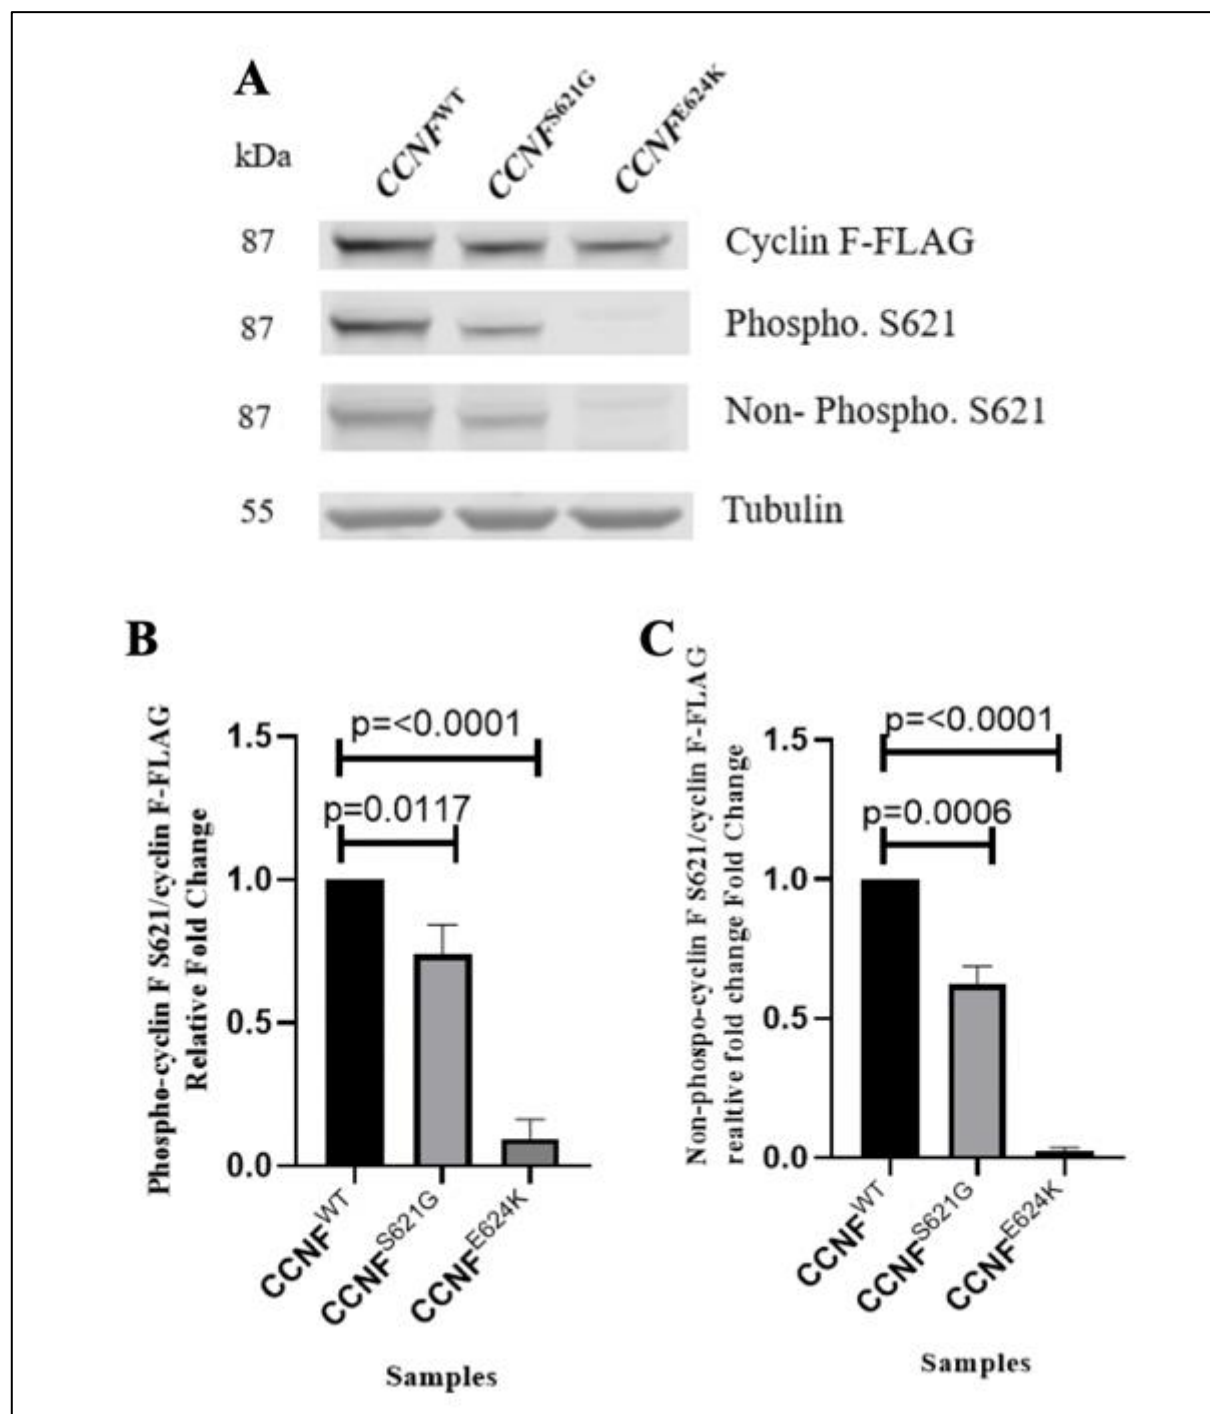 A
kDa
CCNF^WT
CCNF^S621G
CCNF^E624K
87
Cyclin F-FLAG
87
Phospho. S621
87
Non- Phospho. S621
55
Tubulin
B
Phospho-cyclin F S621/cyclin F-FLAG
Relative Fold Change
1.5
1.0
0.5
0.0
p=<0.0001
p=0.0117
CCNF^WT
CCNF^S621G
CCNF^E624K
Samples
C
Non-phospo-cyclin F S621/cyclin F-FLAG
realtive fold change Fold Change
1.5
1.0
0.5
0.0
p=<0.0001
p=0.0006
CCNF^WT
CCNF^S621G
CCNF^E624K
Samples